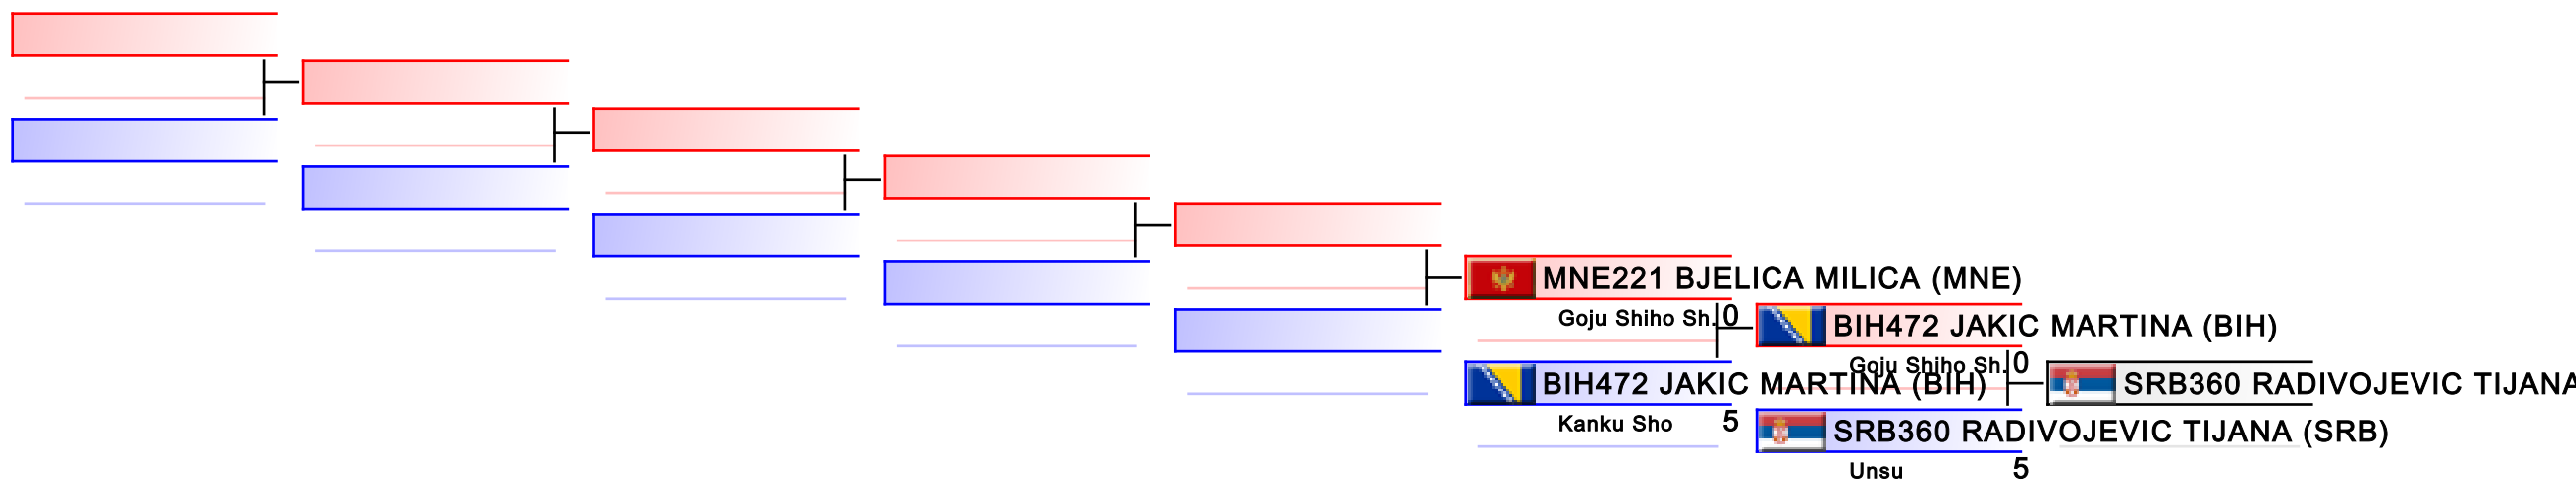 MNE221 BJELICA MILICA (MNE)
Goju Shiho Sh. 0
BIH472 JAKIC MARTINA (BIH)
Kanku Sho 5
BIH472 JAKIC MARTINA (BIH)
Goju Shiho Sh. 0
SRB360 RADIVOJEVIC TIJANA (SRB)
Unsu 5
SRB360 RADIVOJEVIC TIJANA